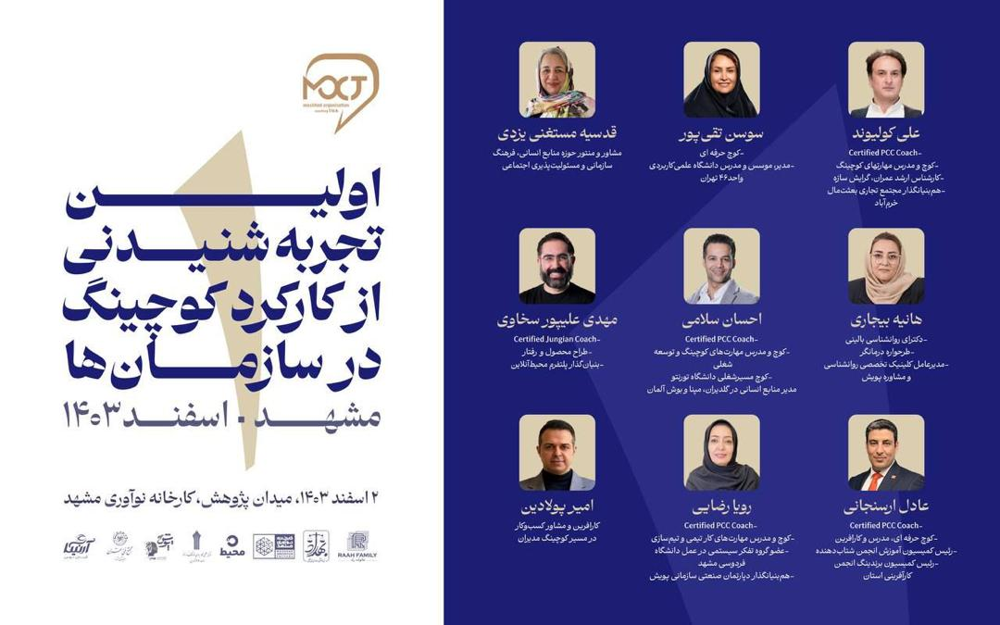 MOCT
meshhed organisation
coaching Talk
اولین
تجربه شنیدنی
از کارکرد کوچینگ
در سازمان‌ها
مشهد . اسفند ۱۴۰۳
۲ اسفند ۱۴۰۳، میدان پژوهش، کارخانه نوآوری مشهد
آرنیکا
محیط
RAAH FAMILY
خانواده راه
علی کولیوند
Certified PCC Coach-
-کوچ و مدرس مهارتهای کوچینگ
-کارشناس ارشد عمران، گرایش سازه
-هم‌بنیانگذار مجتمع تجاری بعثت‌مال
خرم‌آباد
سوسن تقی‌پور
-کوچ حرفه ای
-مدیر، موسس و مدرس دانشگاه علمی‌کاربردی
واحد۴۶ تهران
قدسیه مستغنی یزدی
مشاور و منتور حوزه منابع انسانی، فرهنگ
سازمانی و مسئولیت‌پذیری اجتماعی
هانیه بیجاری
-دکترای روانشناسی بالینی
-طرحواره درمانگر
-مدیرعامل کلینیک تخصصی روانشناسی
و مشاوره پویش
احسان سلامی
Certified PCC Coach-
-کوچ و مدرس مهارت‌های کوچینگ و توسعه
شغلی
-کوچ مسیرشغلی دانشگاه تورنتو
مدیر منابع انسانی در گلدیران، مپنا و بوش آلمان
مهدی علیپور سخاوی
Certified Jungian Coach-
-طراح محصول و رفتار
-بنیان‌گذار پلتفرم محیط‌آنلاین
عادل ارسنجانی
Certified PCC Coach-
-کوچ حرفه ای، مدرس و کارآفرین
-رئیس کمیسیون آموزش انجمن شتاب‌دهنده
-رئیس کمیسیون برندینگ انجمن
کارآفرینی استان
رویا رضایی
Certified PCC Coach-
-کوچ و مدرس مهارت‌های کار تیمی و تیم‌سازی
-عضو گروه تفکر سیستمی در عمل دانشگاه
فردوسی مشهد
-هم‌بنیانگذار دپارتمان صنعتی سازمانی پویش
امیر پولادین
کارآفرین و مشاور کسب‌وکار
در مسیر کوچینگ مدیران